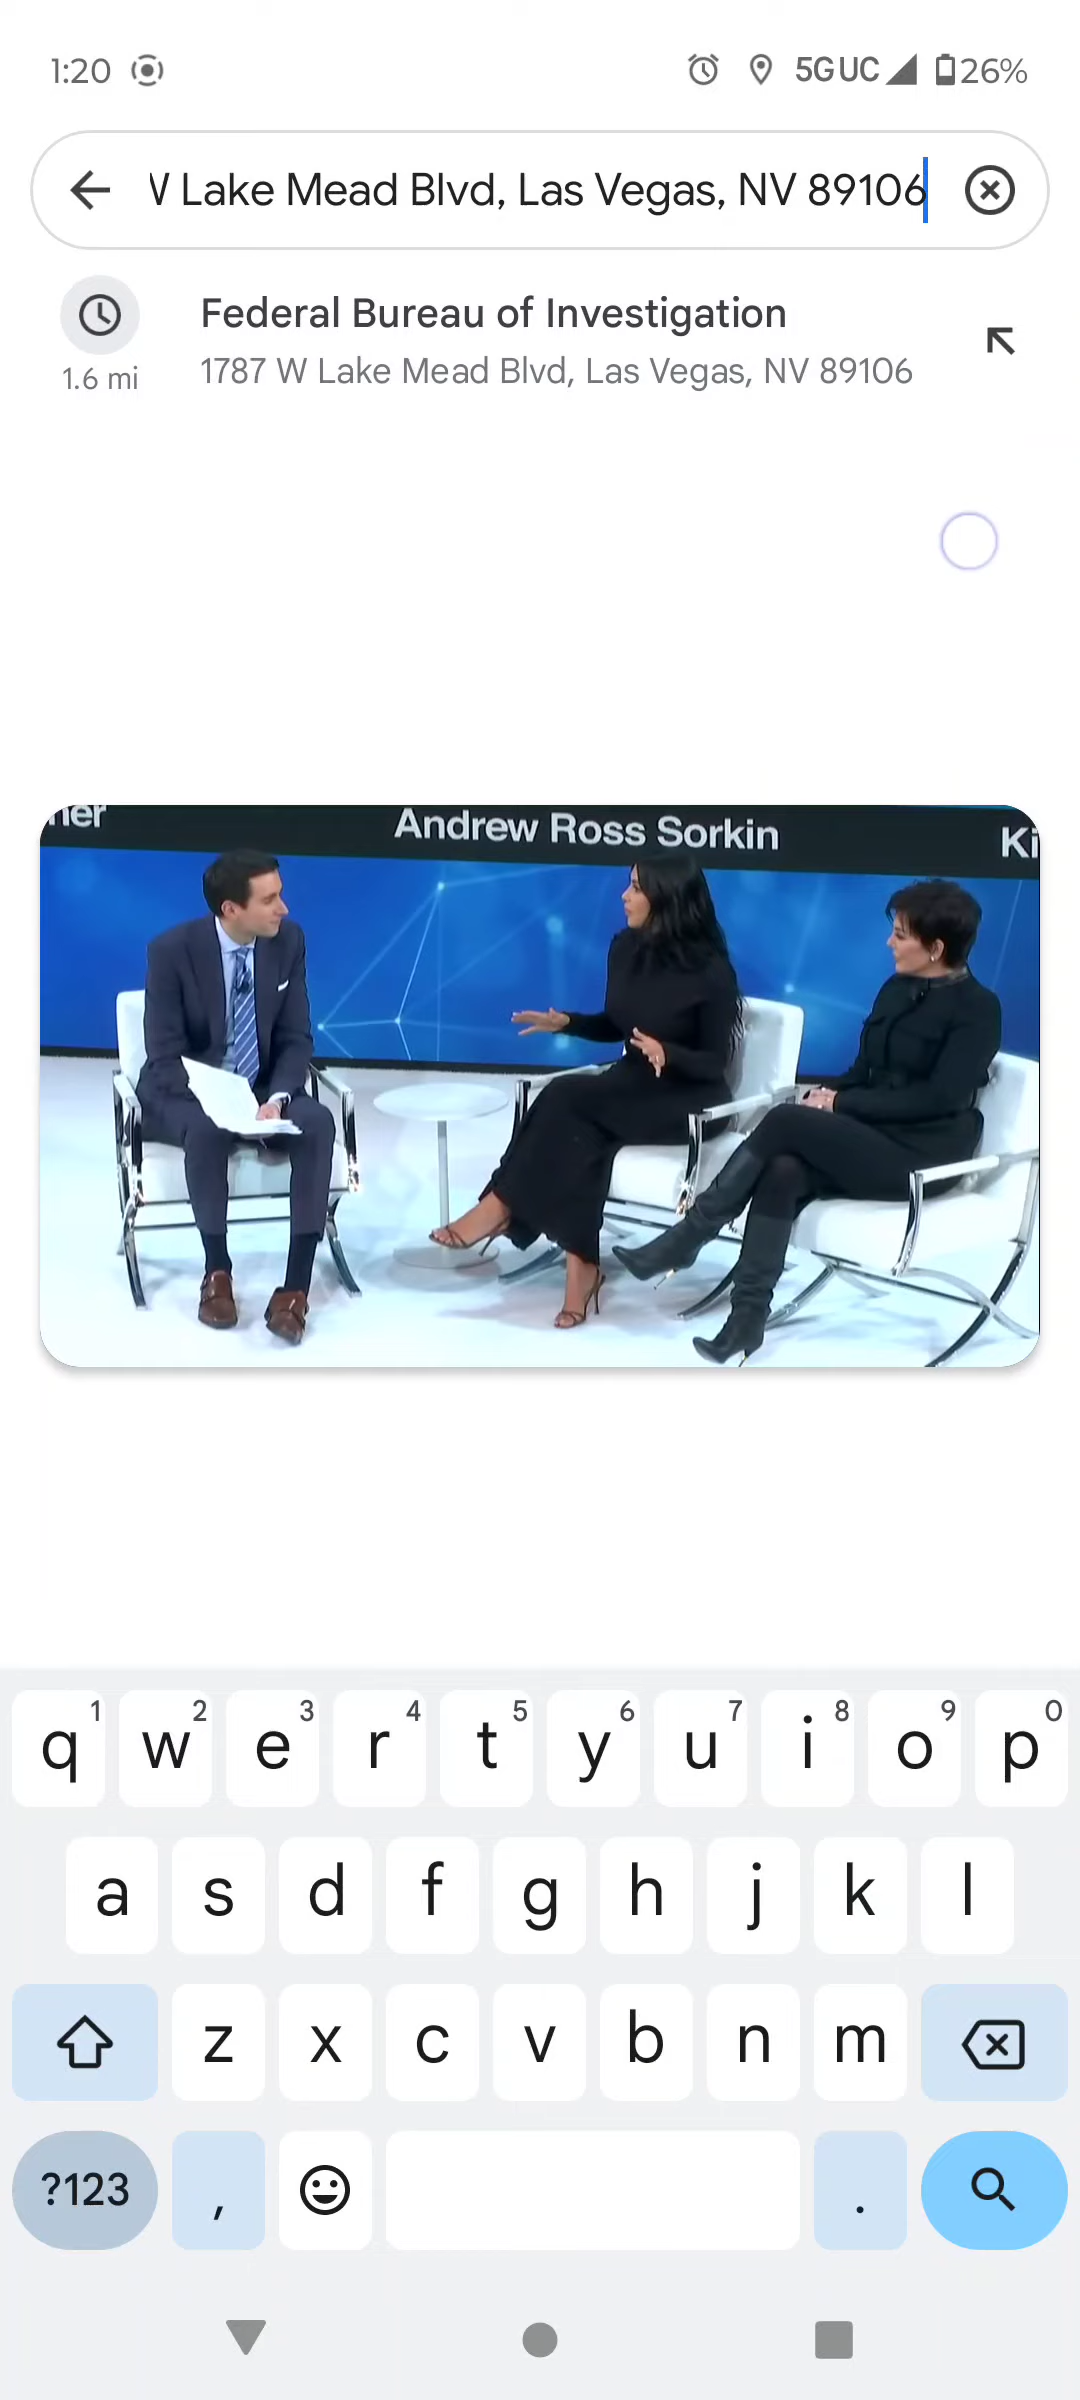 1:20 5G UC 26%
W Lake Mead Blvd, Las Vegas, NV 89106
Federal Bureau of Investigation
1.6 mi 1787 W Lake Mead Blvd, Las Vegas, NV 89106
ner Andrew Ross Sorkin Ki
q 1 w 2 e 3 r 4 t 5 y 6 u 7 i 8 o 9 p 0
a s d f g h j k l
z x c v b n m
?123 , .